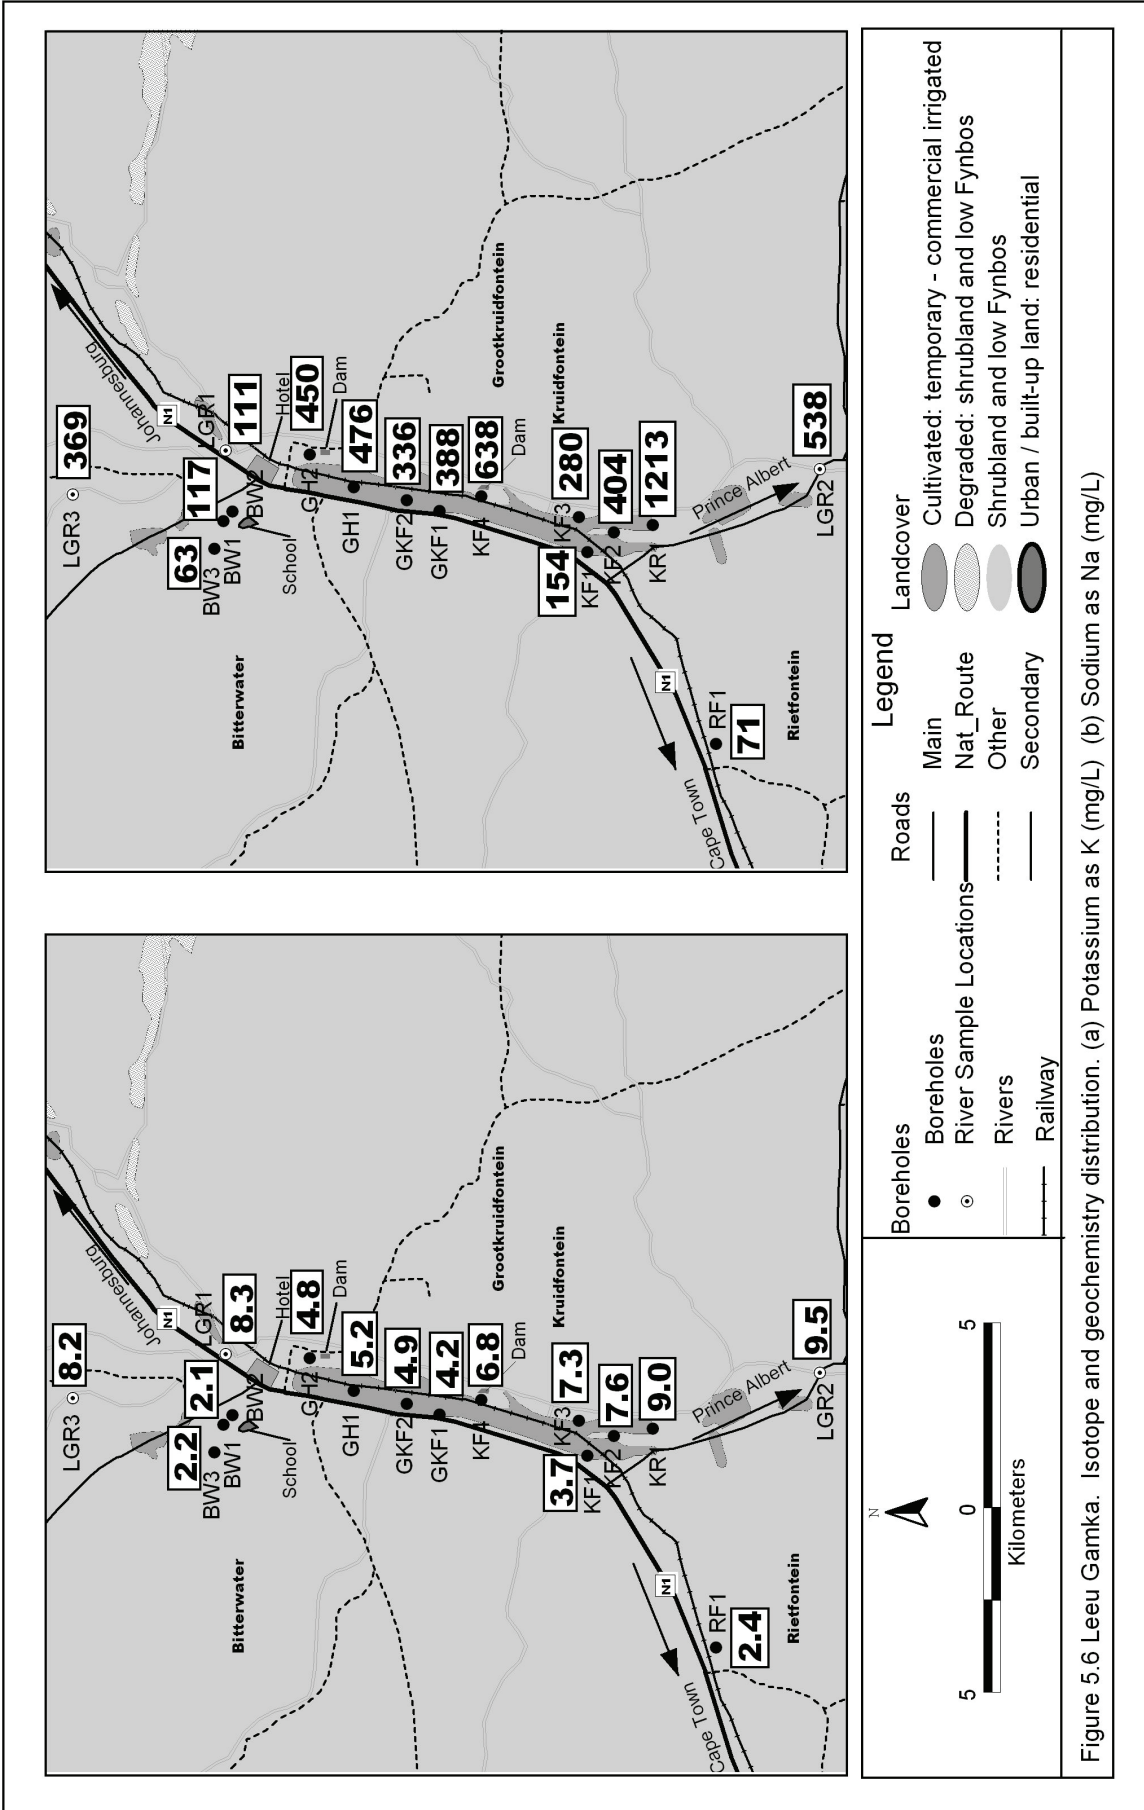 LGR3
8.2
Johannesburg
N1
LGR1
8.3
2.1
2.2
BW3
BW1
BW2
Hotel
School
4.8
Dam
GH2
Bitterwater
5.2
GH1
4.9
GKF2
4.2
GKF1
6.8
KF4
Dam
Grootkruidfontein
Kruidfontein
7.3
KF3
3.7
KF1
7.6
KF2
9.0
KR1
N1
Prince Albert
9.5
LGR2
RF1
2.4
Cape Town
Rietfontein
LGR3
369
Johannesburg
N1
LGR1
111
117
63
BW3
BW1
BW2
Hotel
School
450
Dam
GH2
Bitterwater
476
GH1
336
GKF2
388
GKF1
638
KF4
Dam
Grootkruidfontein
Kruidfontein
280
KF3
154
KF1
404
KF2
1213
KR1
N1
Prince Albert
538
LGR2
RF1
71
Cape Town
Rietfontein
N
5 0 5
Kilometers
Legend
Boreholes
Boreholes
River Sample Locations
Rivers
Railway
Roads
Main
Nat_Route
Other
Secondary
Landcover
Cultivated: temporary - commercial irrigated
Degraded: shrubland and low Fynbos
Shrubland and low Fynbos
Urban / built-up land: residential
Figure 5.6 Leeu Gamka. Isotope and geochemistry distribution. (a) Potassium as K (mg/L) (b) Sodium as Na (mg/L)